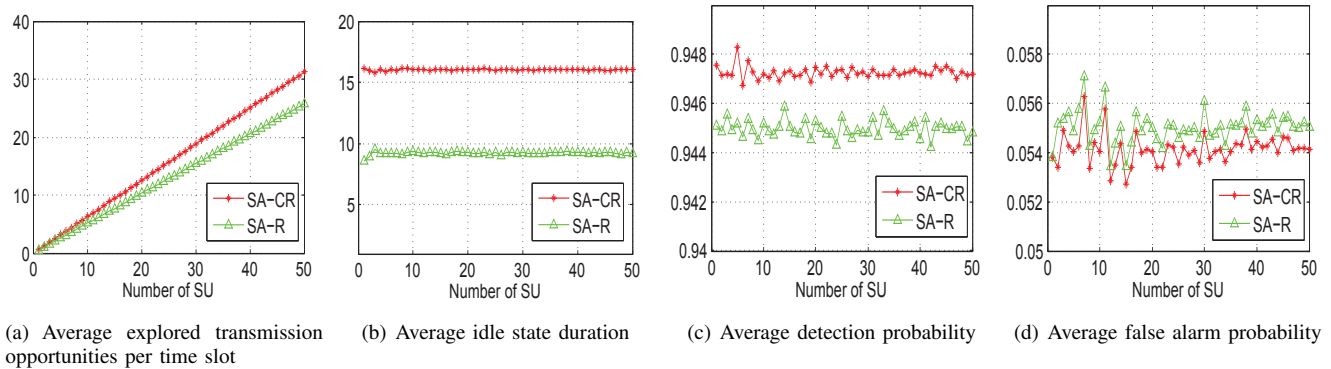 40
30
20
10
0
0 10 20 30 40 50
Number of SU
SA-CR
SA-R
(a) Average explored transmission
opportunities per time slot
20
15
10
5
0 10 20 30 40 50
Number of SU
SA-CR
SA-R
(b) Average idle state duration
0.948
0.946
0.944
0.942
0.94
0 10 20 30 40 50
Number of SU
SA-CR
SA-R
(c) Average detection probability
0.058
0.056
0.054
0.052
0.05
0 10 20 30 40 50
Number of SU
SA-CR
SA-R
(d) Average false alarm probability